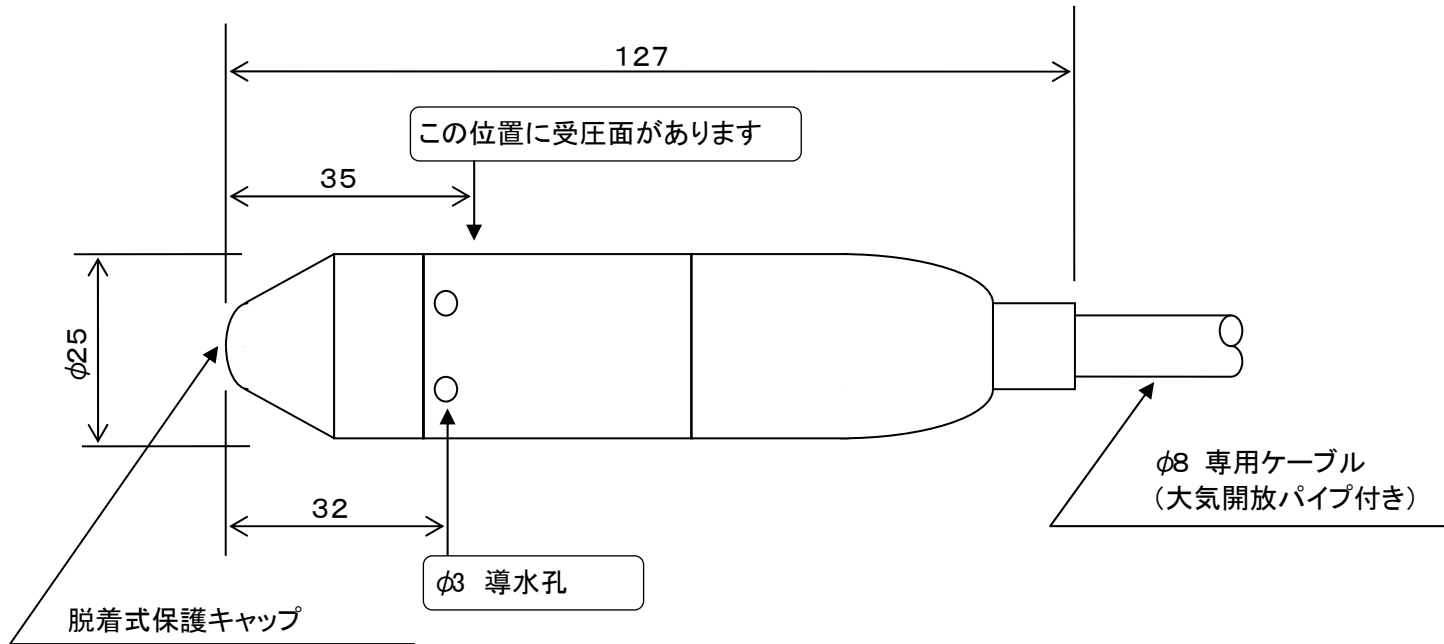 127
この位置に受圧面があります
35
φ25
φ8 専用ケーブル
（大気開放パイプ付き）
32
φ3 導水孔
脱着式保護キャップ